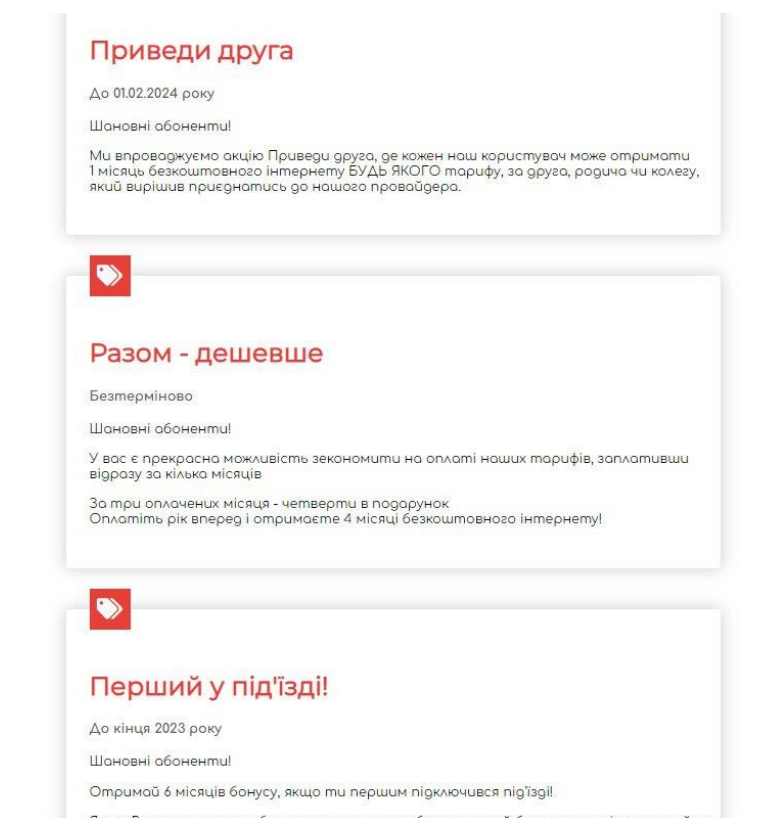 Приведи друга
До 01.02.2024 року
Шановні абоненти!
Ми впроваджуємо акцію Приведи друга, де кожен наш користувач може отримати
1 місяць безкоштовного інтернету БУДЬ ЯКОГО тарифу, за друга, родича чи колегу,
який вирішив приєднатись до нашого провайдера.
Разом - дешевше
Безтерміново
Шановні абоненти!
У вас є прекрасна можливість зекономити на оплаті наших тарифів, заплативши
відразу за кілька місяців
За три оплачених місяця - четверти в подарунок
Оплатіть рік вперед і отримаєте 4 місяці безкоштовного інтернету!
Перший у під'їзді!
До кінця 2023 року
Шановні абоненти!
Отримай 6 місяців бонусу, якщо ти першим підключився під'їзді!